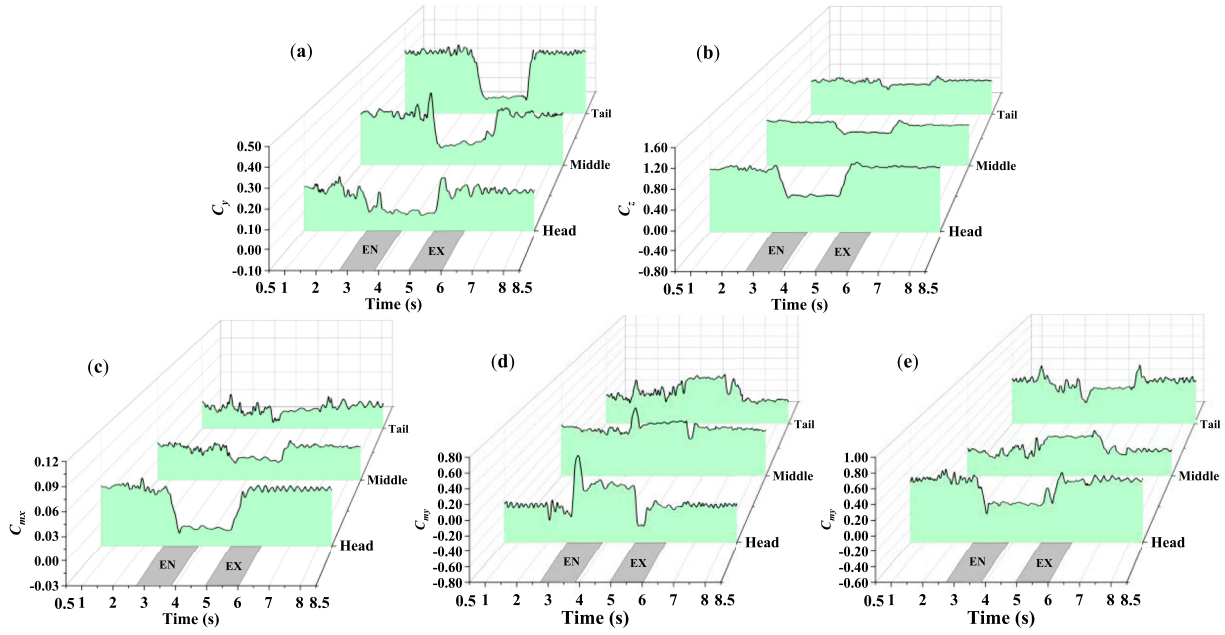 (a)
0.50
0.40
0.30
0.20
0.10
0.00
-0.10
Cy
Tail
Middle
Head
EN
EX
0.5 1 2 3 4 5 6 7 8 8.5
Time (s)
(b)
1.60
1.20
0.80
0.40
0.00
-0.40
-0.80
Cz
Tail
Middle
Head
EN
EX
0.5 1 2 3 4 5 6 7 8 8.5
Time (s)
(c)
0.12
0.09
0.06
0.03
0.00
-0.03
Cmx
Tail
Middle
Head
EN
EX
0.5 1 2 3 4 5 6 7 8 8.5
Time (s)
(d)
0.80
0.60
0.40
0.20
0.00
-0.20
-0.40
-0.60
-0.80
Cmy
Tail
Middle
Head
EN
EX
0.5 1 2 3 4 5 6 7 8 8.5
Time (s)
(e)
1.00
0.80
0.60
0.40
0.20
0.00
-0.20
-0.40
-0.60
Cmy
Tail
Middle
Head
EN
EX
0.5 1 2 3 4 5 6 7 8 8.5
Time (s)